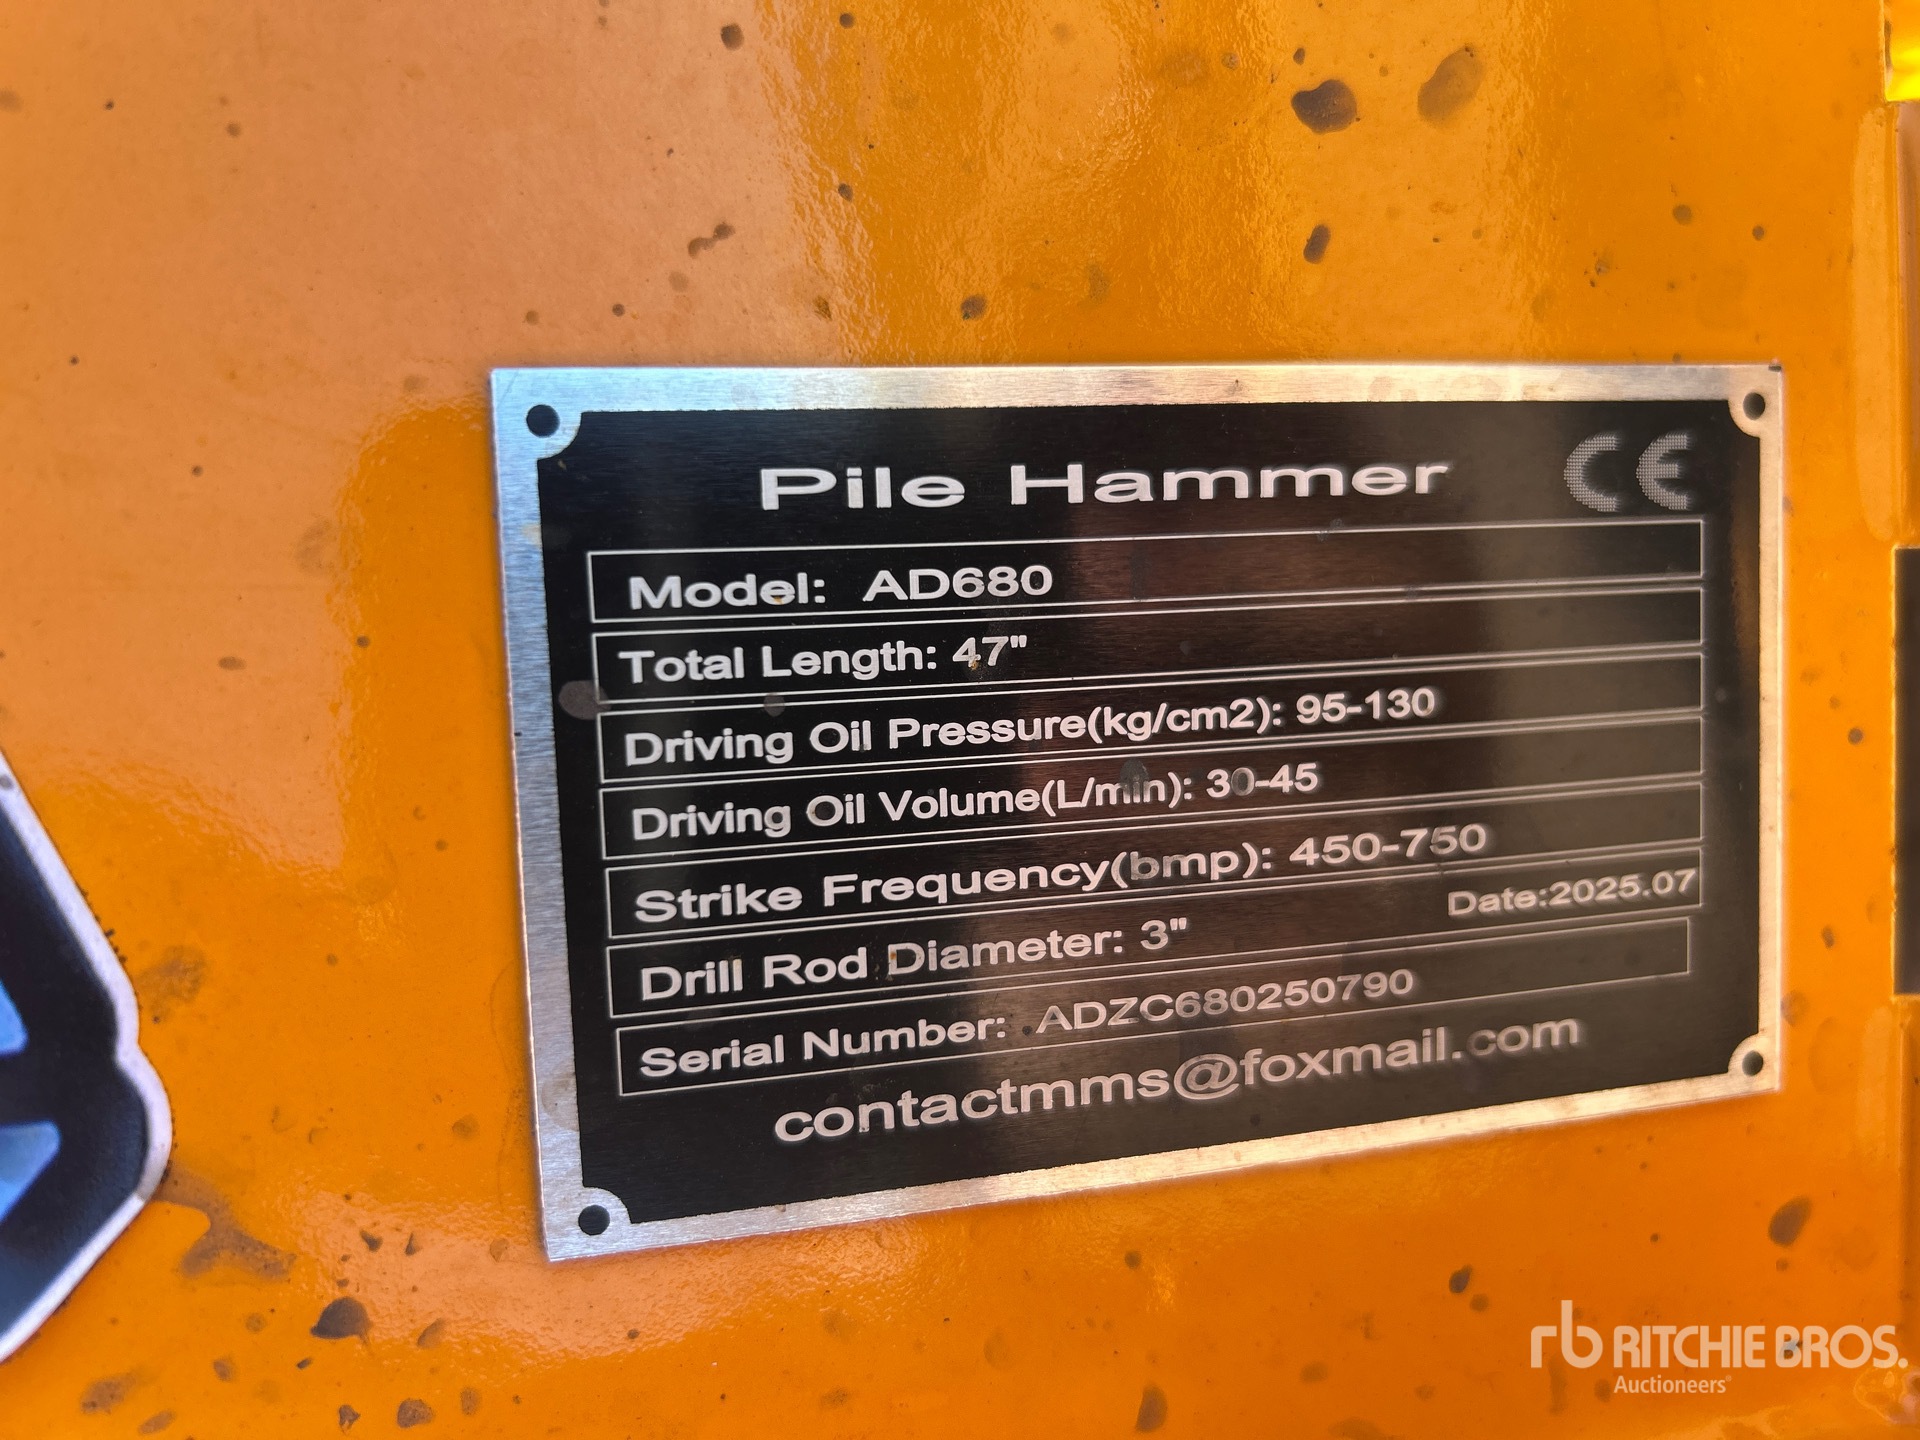 Pile Hammer CE
Model: AD680
Total Length: 47"
Driving Oil Pressure(kg/cm2): 95-130
Driving Oil Volume(L/min): 30-45
Strike Frequency(bmp): 450-750
Drill Rod Diameter: 3" Date:2025.07
Serial Number: ADZC680250790
contactmms@foxmail.com
rb RITCHIE BROS.
Auctioneers